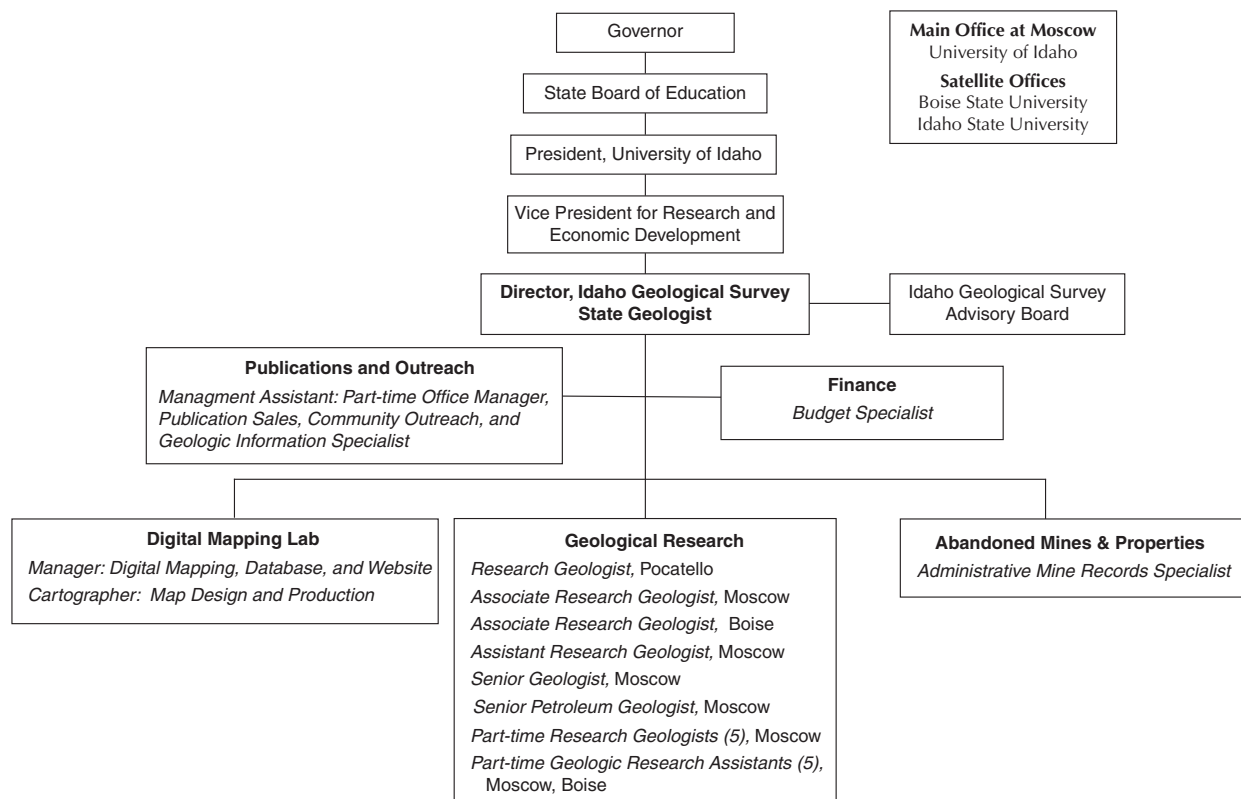 Governor
Main Office at Moscow
University of Idaho
Satellite Offices
Boise State University
Idaho State University
State Board of Education
President, University of Idaho
Vice President for Research and
Economic Development
Director, Idaho Geological Survey
State Geologist
Idaho Geological Survey
Advisory Board
Publications and Outreach
Managment Assistant: Part-time Office Manager,
Publication Sales, Community Outreach, and
Geologic Information Specialist
Finance
Budget Specialist
Digital Mapping Lab
Manager: Digital Mapping, Database, and Website
Cartographer: Map Design and Production
Geological Research
Research Geologist, Pocatello
Associate Research Geologist, Moscow
Associate Research Geologist, Boise
Assistant Research Geologist, Moscow
Senior Geologist, Moscow
Senior Petroleum Geologist, Moscow
Part-time Research Geologists (5), Moscow
Part-time Geologic Research Assistants (5),
Moscow, Boise
Abandoned Mines & Properties
Administrative Mine Records Specialist